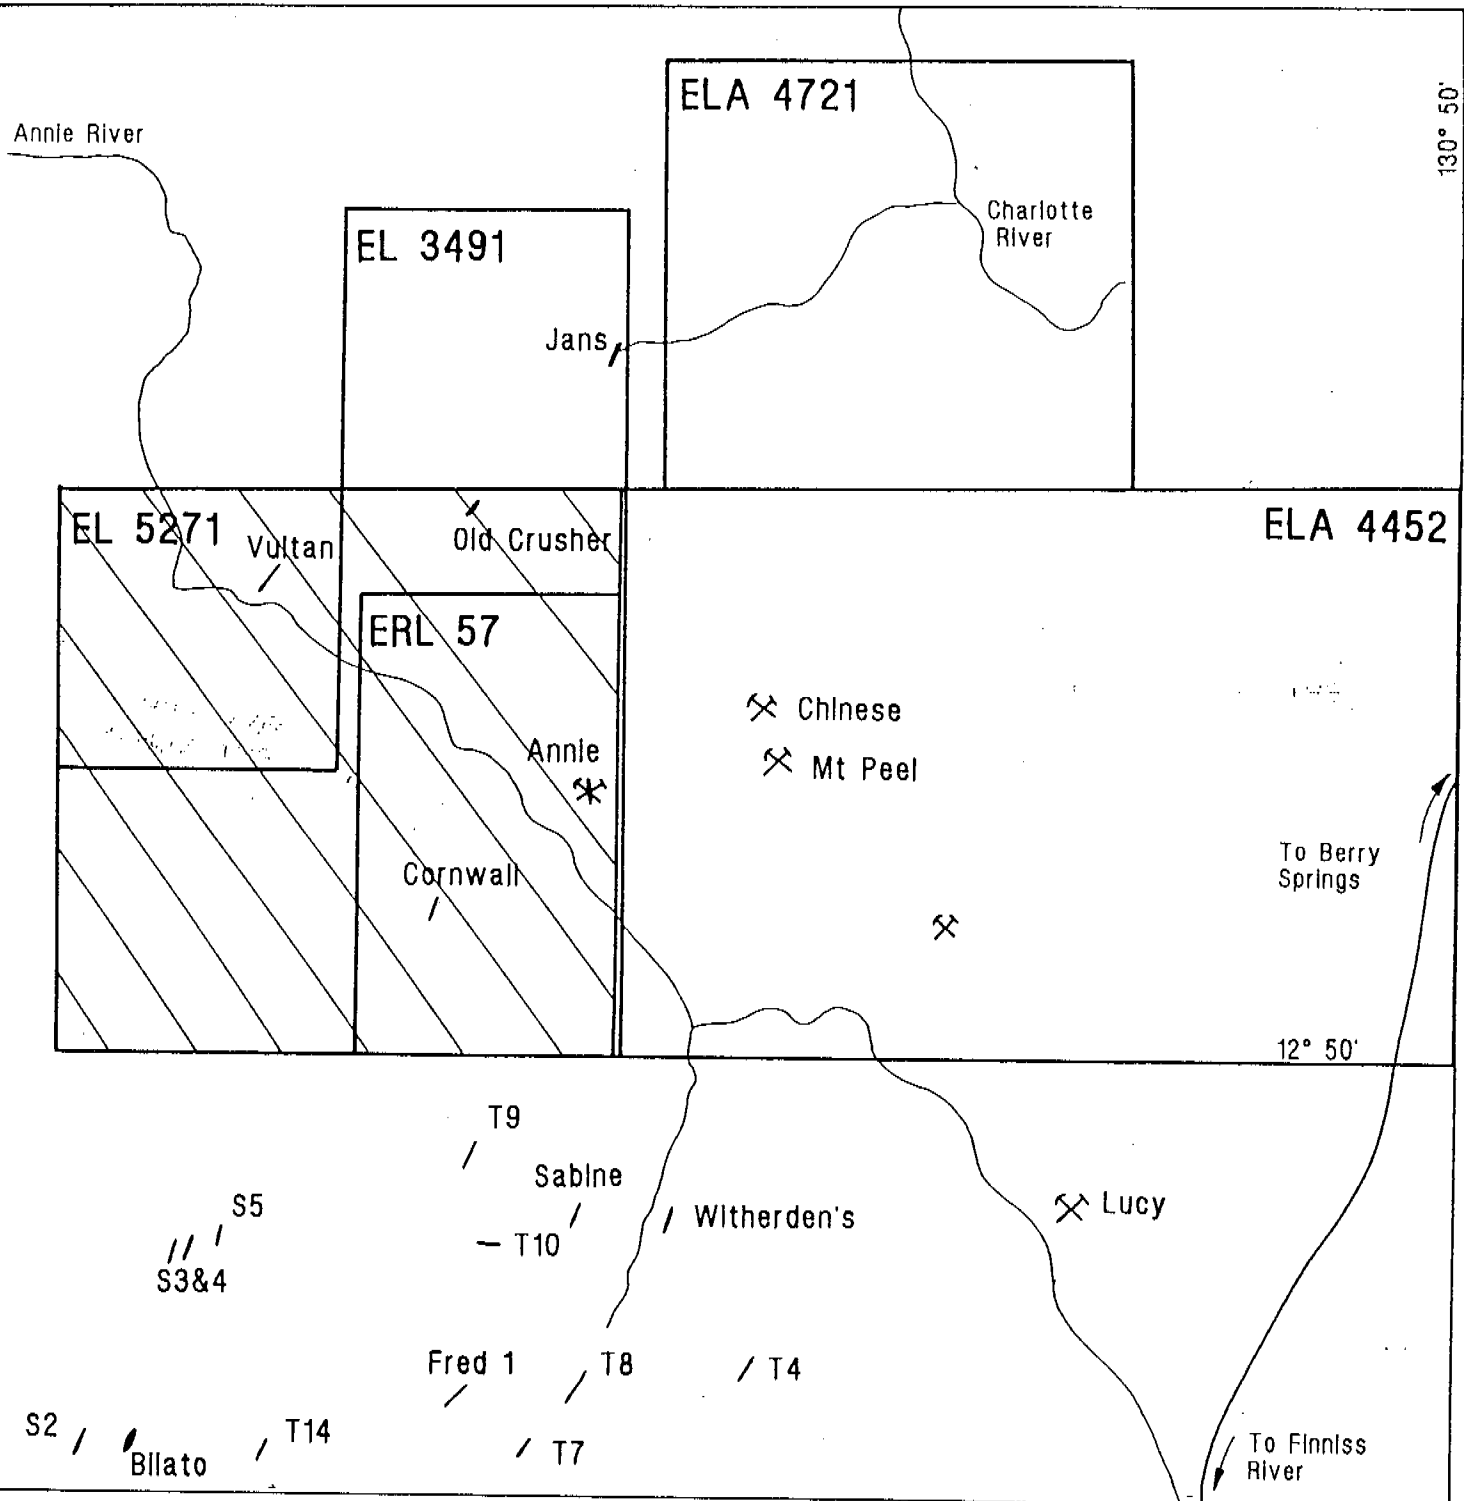 ELA 4721
130° 50'
Annie River
Charlotte
River
EL 3491
Jans
EL 5271
Vultan
Old Crusher
ELA 4452
ERL 57
Chinese
Annie
Mt Peel
To Berry
Springs
Cornwall
12° 50'
T9
Sabine
S5
Witherden's
Lucy
T10
S3&4
Fred 1
T8
T4
S2
T14
Bilato
T7
To Finniss
River